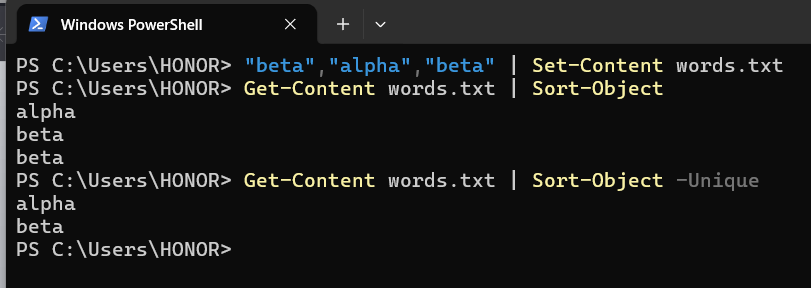 Windows PowerShell
PS C:\Users\HONOR> "beta","alpha","beta" | Set-Content words.txt
PS C:\Users\HONOR> Get-Content words.txt | Sort-Object
alpha
beta
beta
PS C:\Users\HONOR> Get-Content words.txt | Sort-Object -Unique
alpha
beta
PS C:\Users\HONOR>